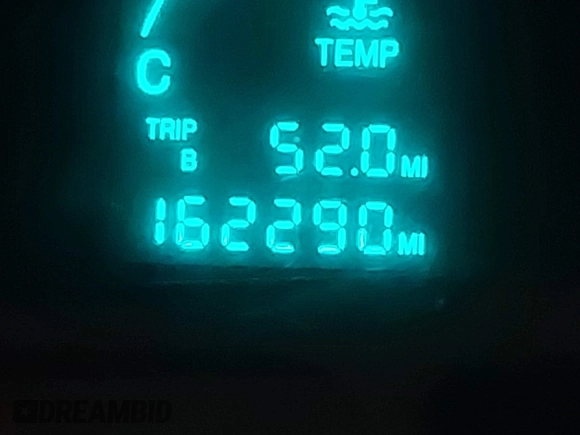 TEMP
C
TRIP B 52.0 MI
162290 MI
DREAMBID